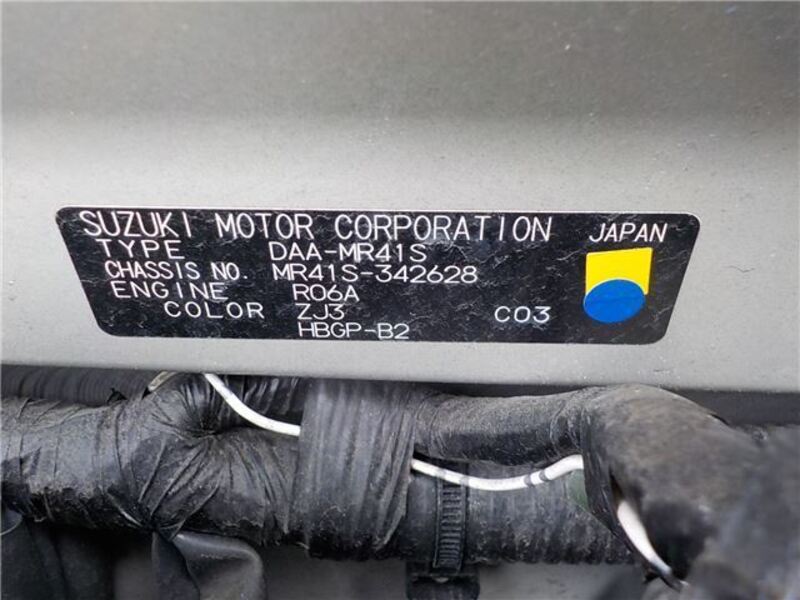 SUZUKI MOTOR CORPORATION JAPAN
TYPE DAA-MR41S
CHASSIS NO. MR41S-342628
ENGINE R06A
COLOR ZJ3 C03
HBGP-B2